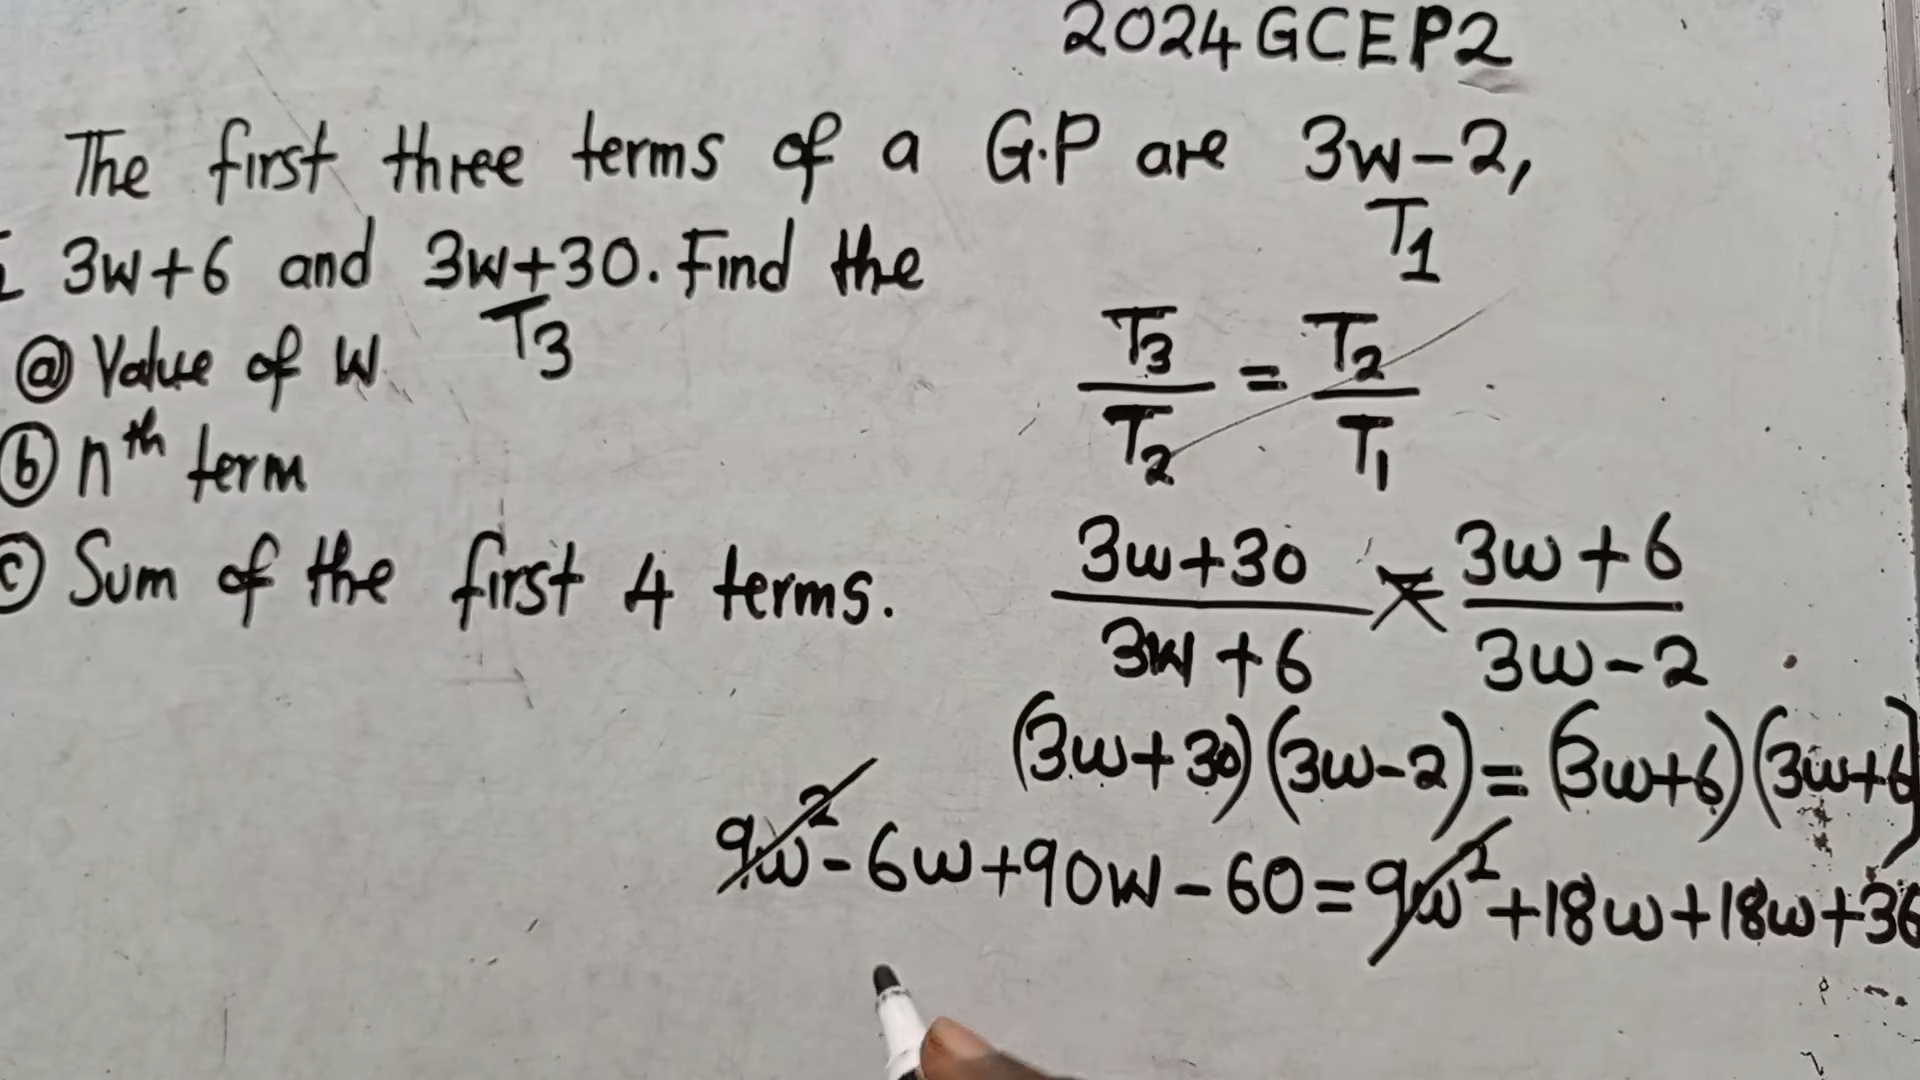 2024 GCE P2
The first three terms of a G.P are 3w-2,
T1
3w+6 and 3w+30. Find the
T3
ⓐ Value of W
ⓑ nth term
ⓒ Sum of the first 4 terms.
T3/T2 = T2/T1
(3w+30)/(3w+6) = (3w+6)/(3w-2)
(3w+30)(3w-2) = (3w+6)(3w+6)
9w²-6w+90w-60=9w²+18w+18w+36